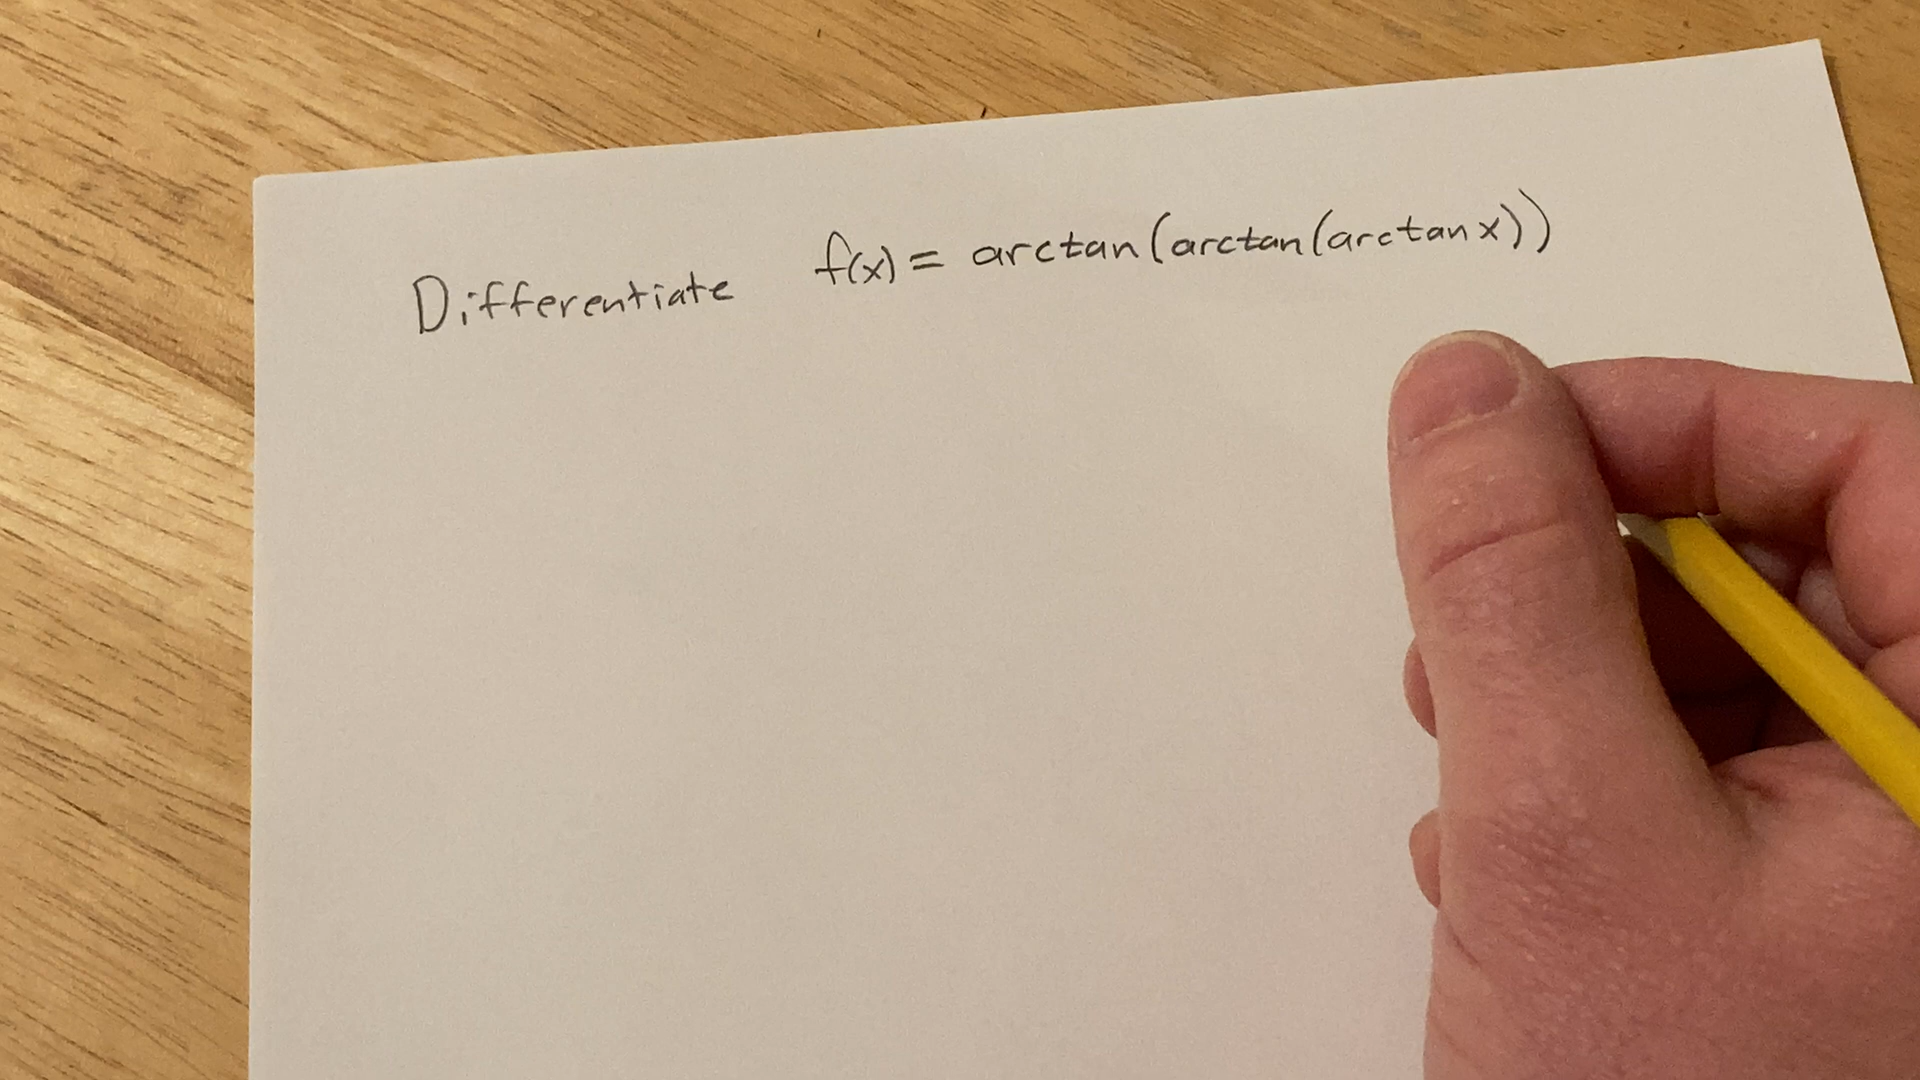 Differentiate f(x) = arctan(arctan(arctan x))